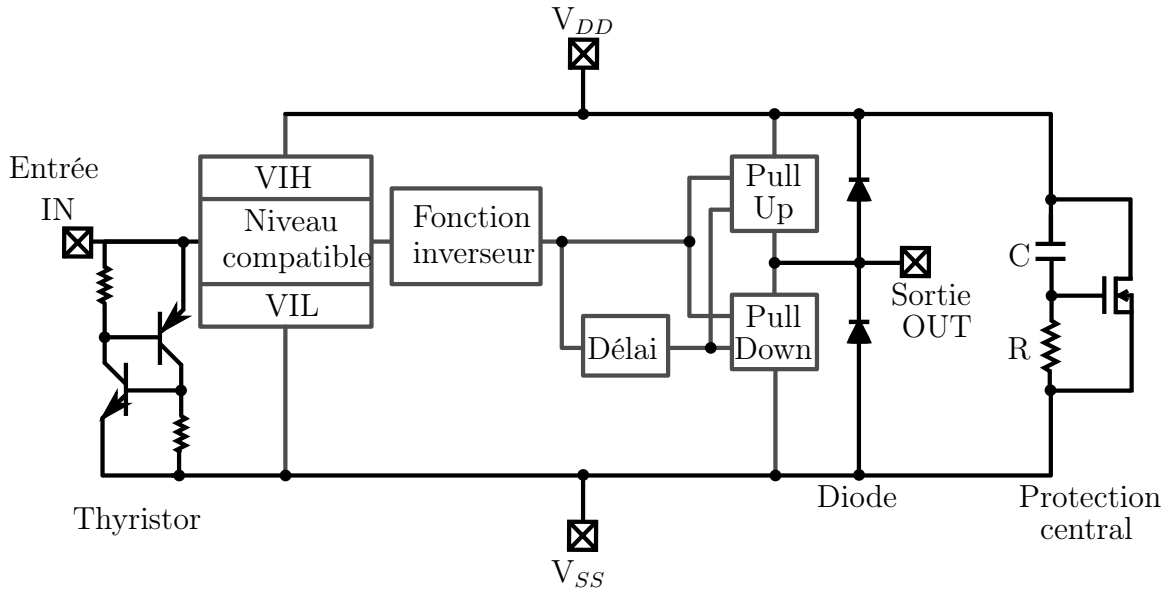 V_DD
Entrée
IN
VIH
Niveau
compatible
VIL
Fonction
inverseur
Délai
Pull
Up
Pull
Down
Sortie
OUT
C
R
Thyristor
Diode
Protection
central
V_SS